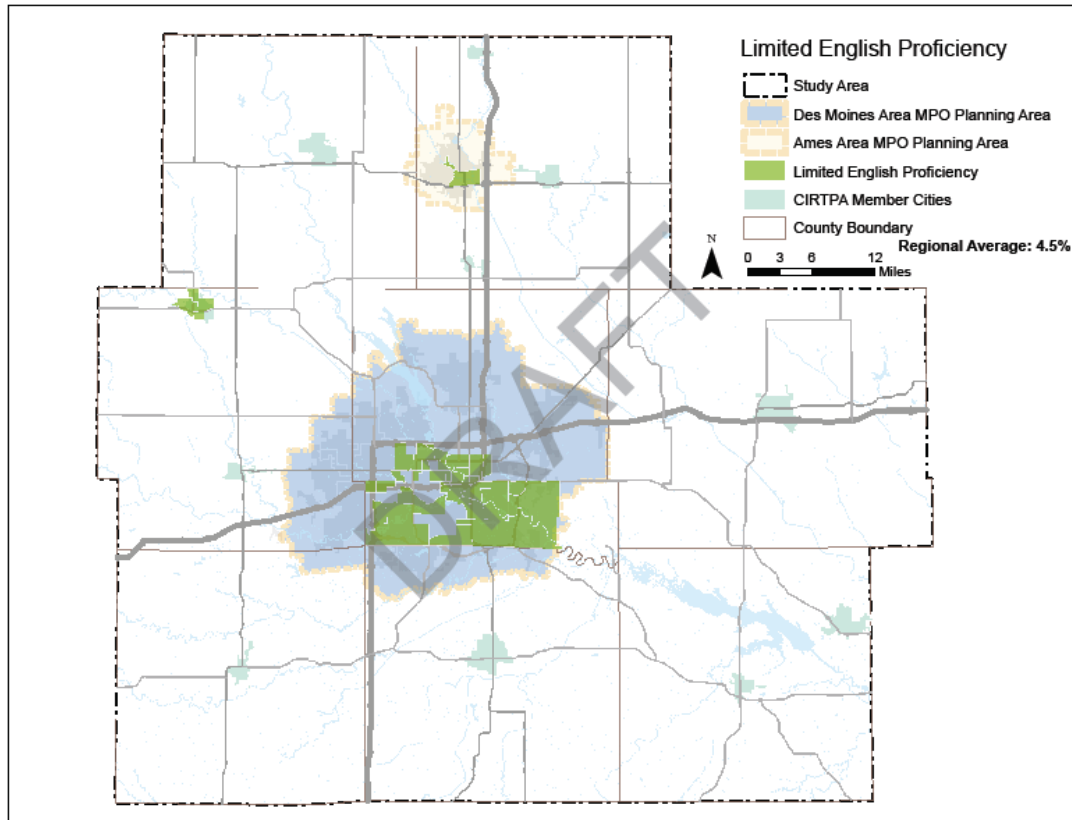 Limited English Proficiency
Study Area
Des Moines Area MPO Planning Area
Ames Area MPO Planning Area
Limited English Proficiency
CIRTPA Member Cities
County Boundary
Regional Average: 4.5%
N
0 3 6 12
Miles
DRAFT